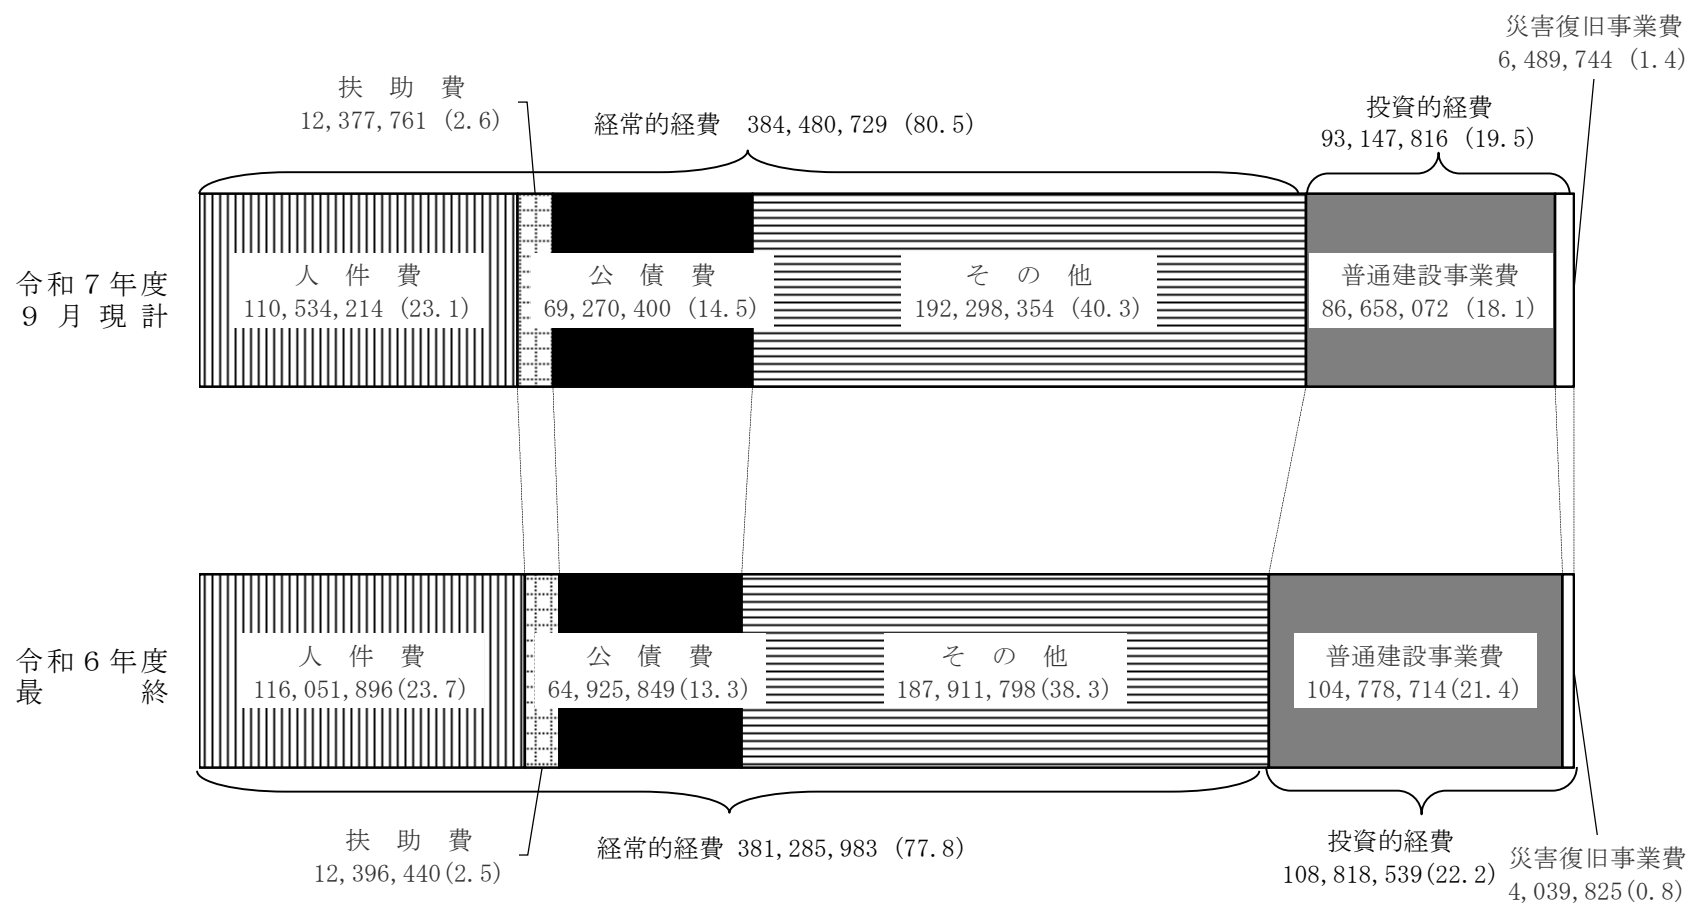 災害復旧事業費
6,489,744 (1.4)
扶 助 費
12,377,761 (2.6)
経常的経費 384,480,729 (80.5)
投資的経費
93,147,816 (19.5)
令和７年度
９月現計
人 件 費
110,534,214 (23.1)
公 債 費
69,270,400 (14.5)
そ の 他
192,298,354 (40.3)
普通建設事業費
86,658,072 (18.1)
令和６年度
最 終
人 件 費
116,051,896(23.7)
公 債 費
64,925,849(13.3)
そ の 他
187,911,798(38.3)
普通建設事業費
104,778,714(21.4)
扶 助 費
12,396,440(2.5)
経常的経費 381,285,983 (77.8)
投資的経費
108,818,539(22.2)
災害復旧事業費
4,039,825(0.8)